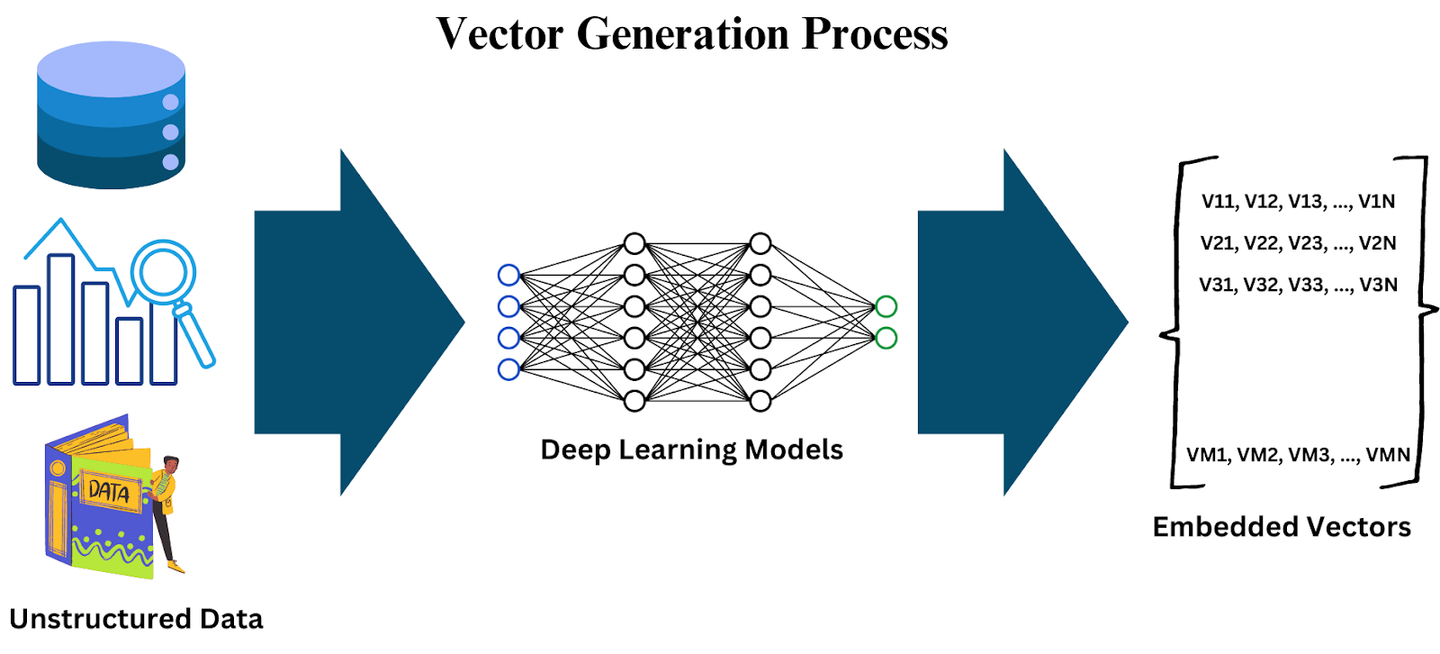 Vector Generation Process
DATA
Unstructured Data
Deep Learning Models
V11, V12, V13, ..., V1N
V21, V22, V23, ..., V2N
V31, V32, V33, ..., V3N
VM1, VM2, VM3, ..., VMN
Embedded Vectors